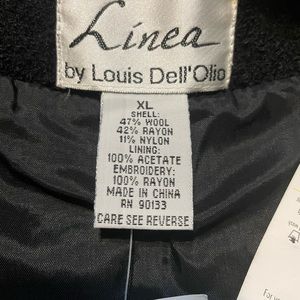 Linea
by Louis Dell'Olio
XL
SHELL:
47% WOOL
42% RAYON
11% NYLON
LINING:
100% ACETATE
EMBROIDERY:
100% RAYON
MADE IN CHINA
RN 90133
CARE SEE REVERSE